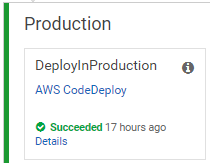 Production
DeployInProduction
AWS CodeDeploy
Succeeded 17 hours ago
Details